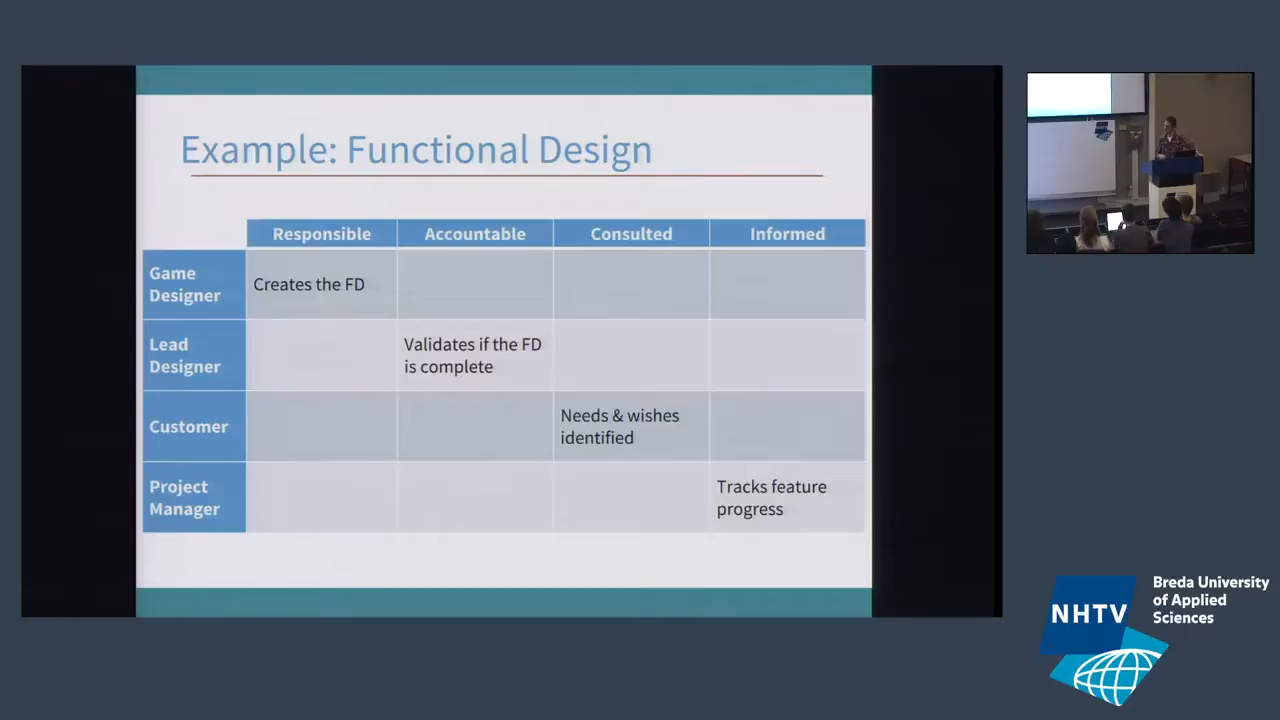 Example: Functional Design
Responsible Accountable Consulted Informed
Game
Designer
Creates the FD
Lead
Designer
Validates if the FD
is complete
Customer
Needs & wishes
identified
Project
Manager
Tracks feature
progress
NHTV
Breda University
of Applied
Sciences